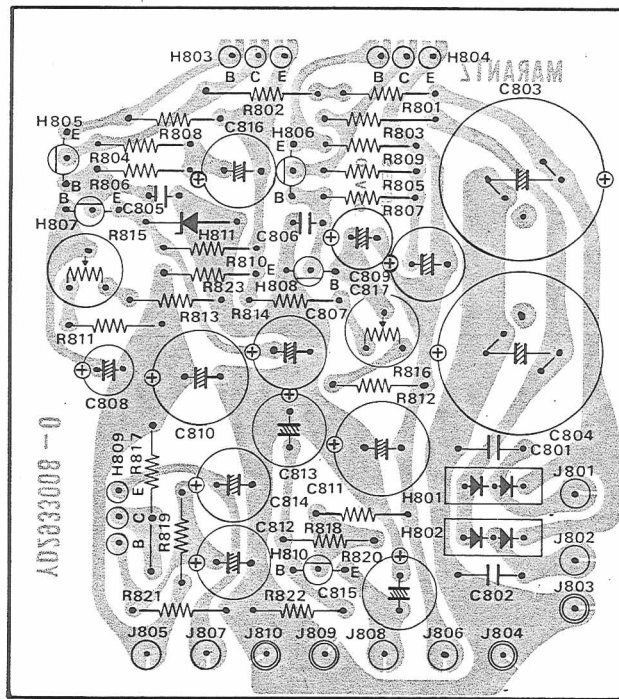 H803
B C E
B C E
H804
MARANTZ
C803
R802
R801
H805
E
R808
C816
H806
E
R803
R804
R809
R806
R805
B
B
E
C805
B
R807
H807
R815
H811
C806
R810
E
C809
R823
H808
B
C817
R813
R814
C807
R811
R816
R812
C808
C810
C813
C804
C801
H809
R817
E
C
B
C814
C811
H801
J801
R819
C812
R818
H802
J802
H810
B
E
R820
C815
C802
J803
R821
R822
J805
J807
J810
J809
J808
J806
J804
YD2833008-0